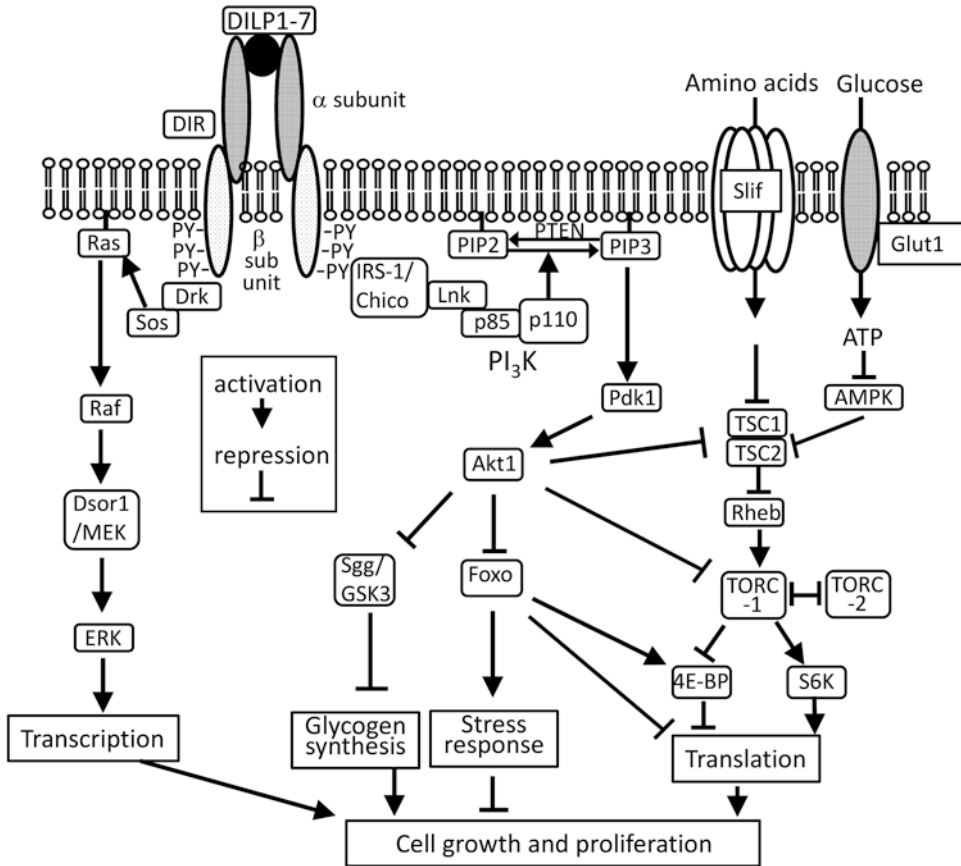 DILP1-7
α subunit
DIR
Amino acids
Glucose
Slif
Glut1
Ras
PY-
PY-
PY-
β
sub
unit
-PY
-PY
-PY
PIP2
PTEN
PIP3
Drk
Sos
IRS-1/
Chico
Lnk
p85
p110
PI₃K
ATP
activation
repression
Raf
Pdk1
AMPK
TSC1
TSC2
Akt1
Dsor1
/MEK
Rheb
Sgg/
GSK3
Foxo
TORC
-1
TORC
-2
ERK
4E-BP
S6K
Transcription
Glycogen
synthesis
Stress
response
Translation
Cell growth and proliferation